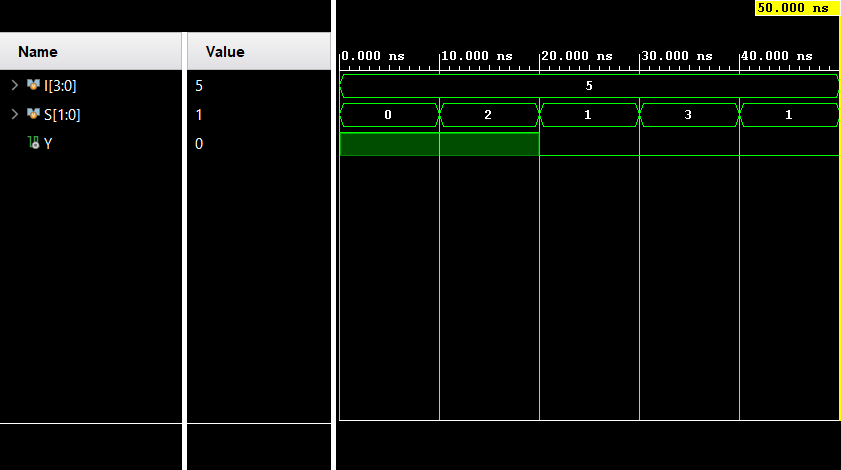 50.000 ns
Name Value
0.000 ns 10.000 ns 20.000 ns 30.000 ns 40.000 ns
I[3:0] 5 5
S[1:0] 1 0 2 1 3 1
Y 0